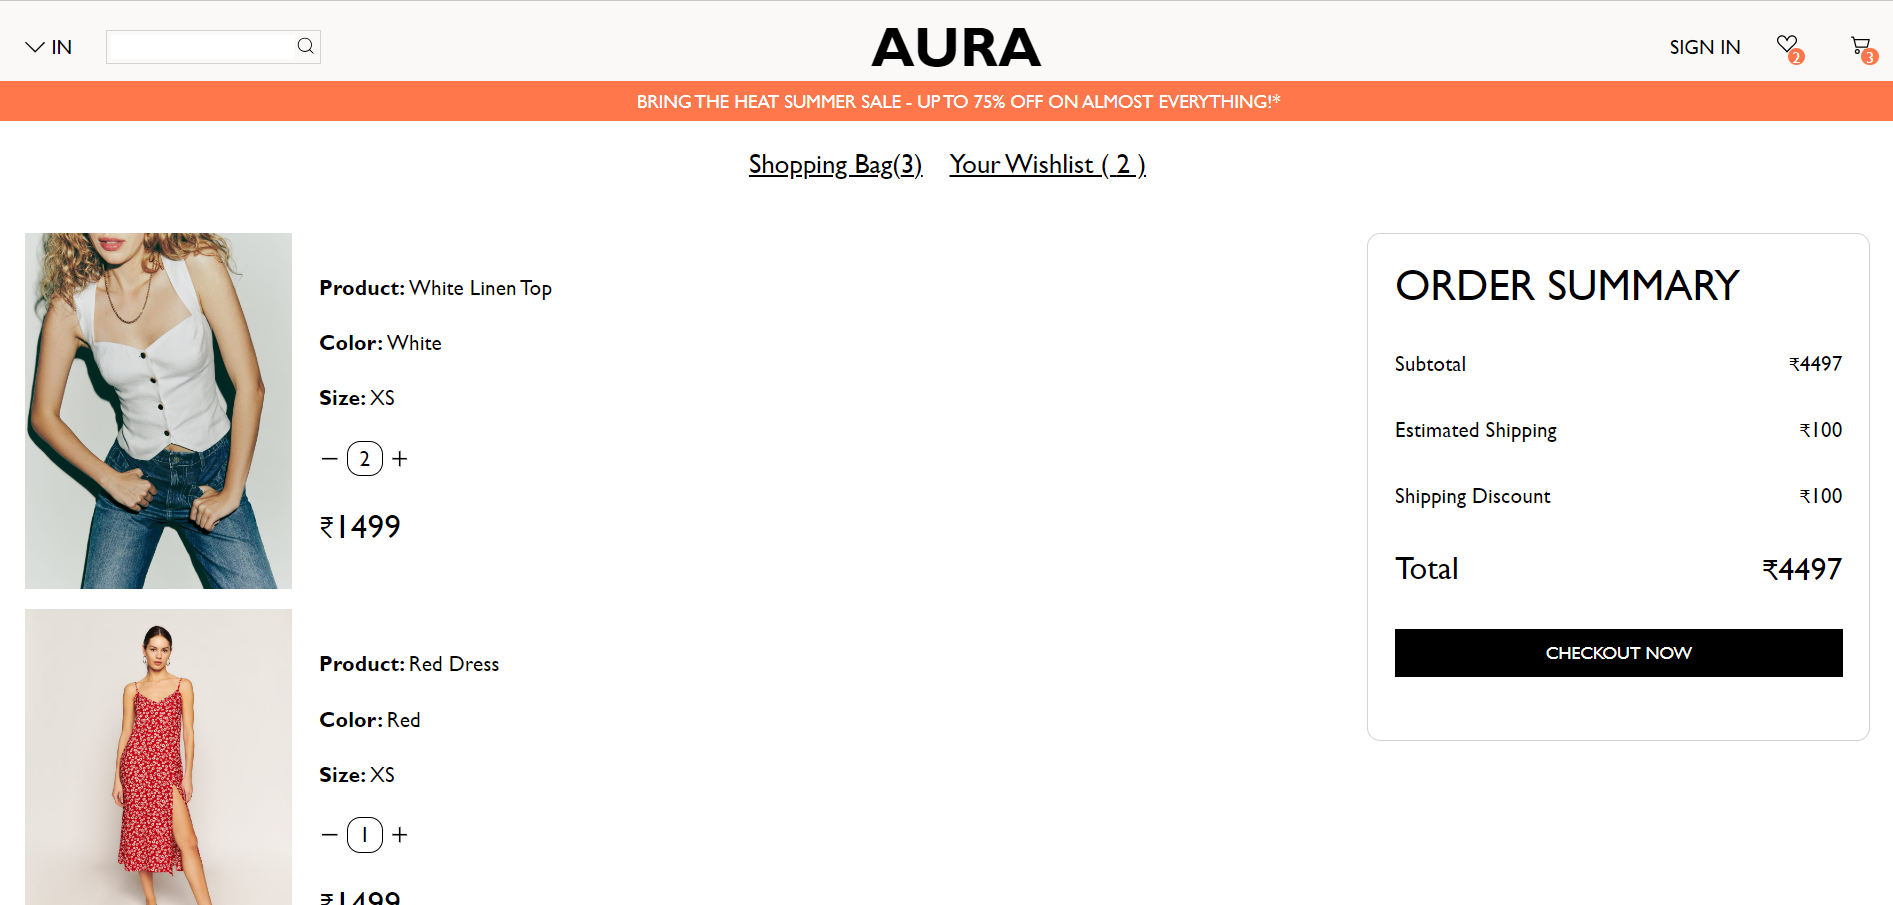 IN
AURA
SIGN IN
2
3
BRING THE HEAT SUMMER SALE - UP TO 75% OFF ON ALMOST EVERYTHING!*
Shopping Bag(3) Your Wishlist ( 2 )
Product: White Linen Top
Color: White
Size: XS
− 2 +
₹1499
Product: Red Dress
Color: Red
Size: XS
− 1 +
₹1499
ORDER SUMMARY
Subtotal ₹4497
Estimated Shipping ₹100
Shipping Discount ₹100
Total ₹4497
CHECKOUT NOW